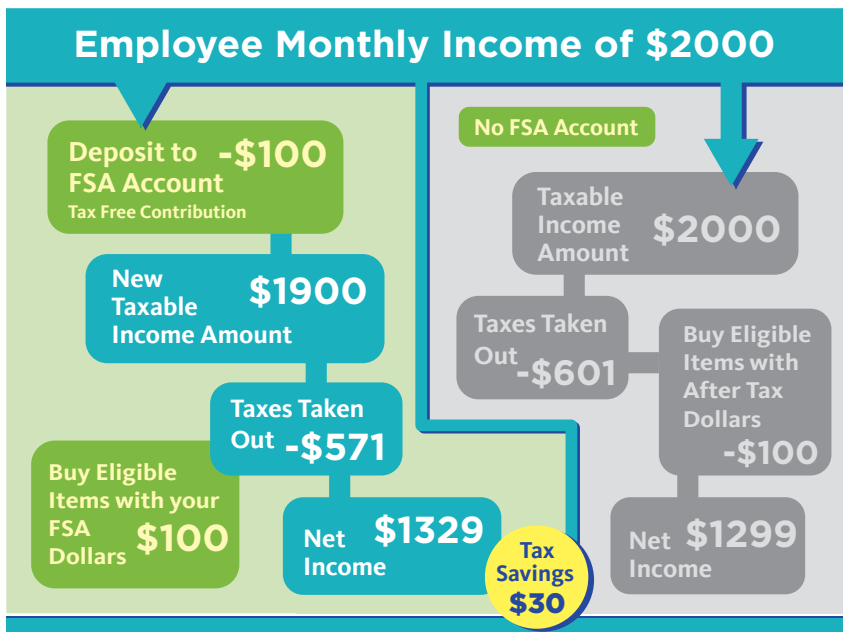 Employee Monthly Income of $2000
Deposit to -$100
FSA Account
Tax Free Contribution
New
Taxable
Income Amount
$1900
Taxes Taken
Out -$571
Buy Eligible
Items with your
FSA
Dollars
$100
Net
Income
$1329
Tax
Savings
$30
No FSA Account
Taxable
Income
Amount
$2000
Taxes Taken
Out -$601
Buy Eligible
Items with
After Tax
Dollars
-$100
Net
Income
$1299